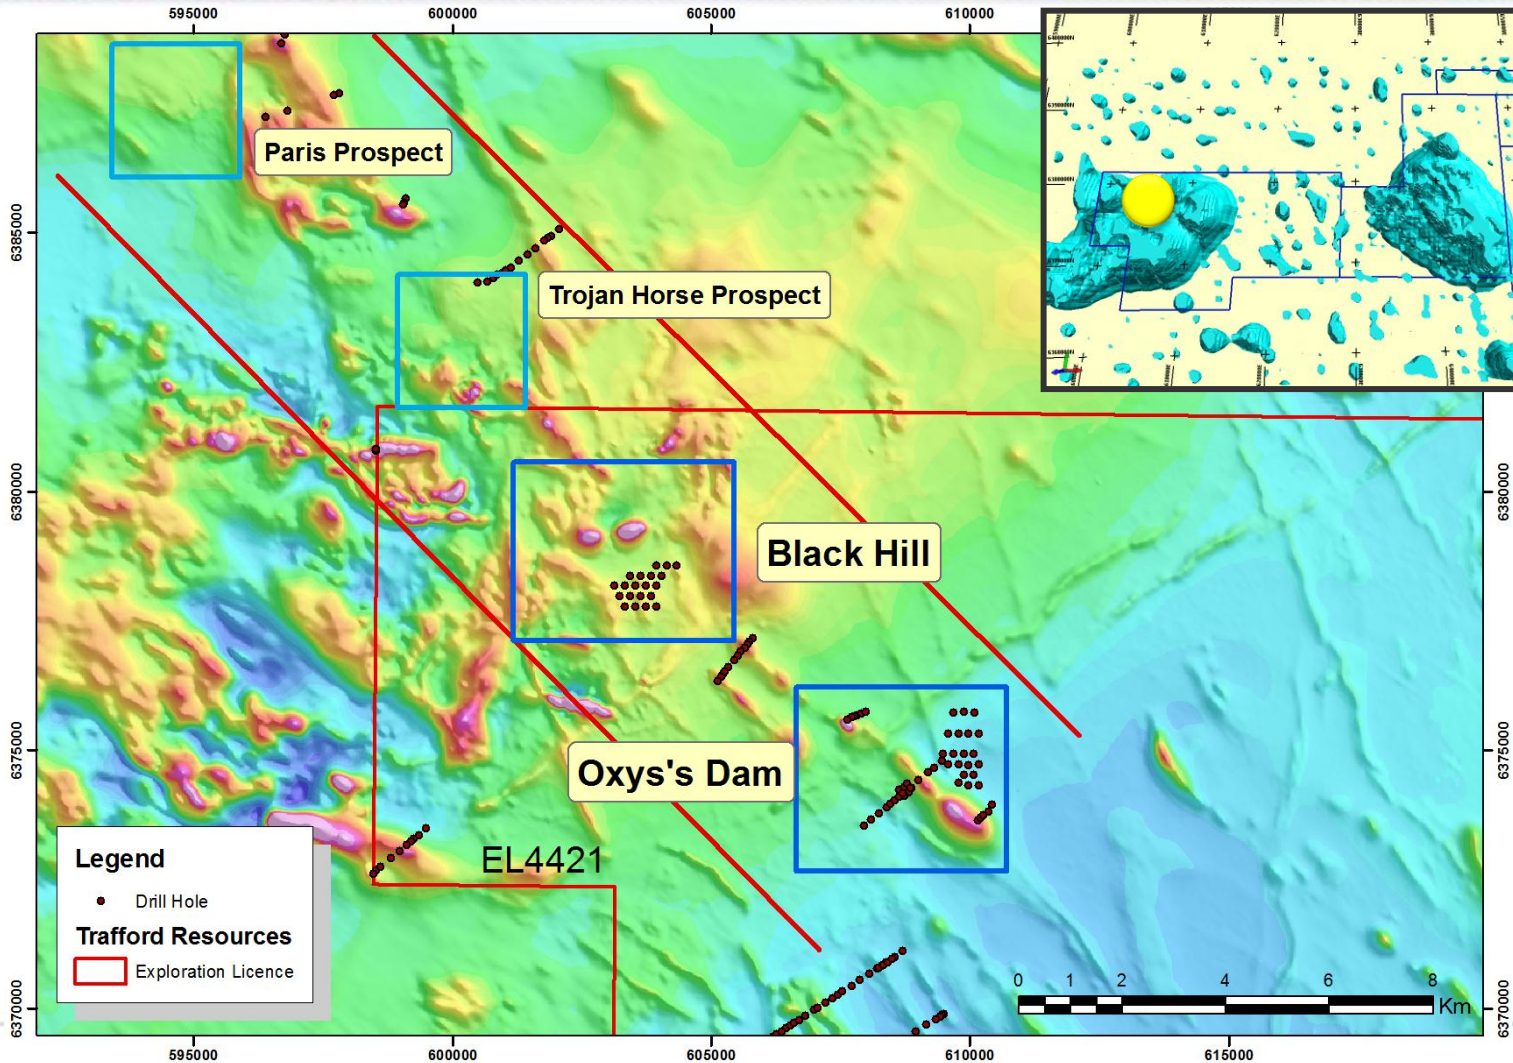 595000
600000
605000
610000
Paris Prospect
Trojan Horse Prospect
Black Hill
Oxys's Dam
EL4421
6385000
6380000
6375000
6370000
6380000
6375000
6370000
Legend
Drill Hole
Trafford Resources
Exploration Licence
0 1 2 4 6 8
Km
595000
600000
605000
610000
615000